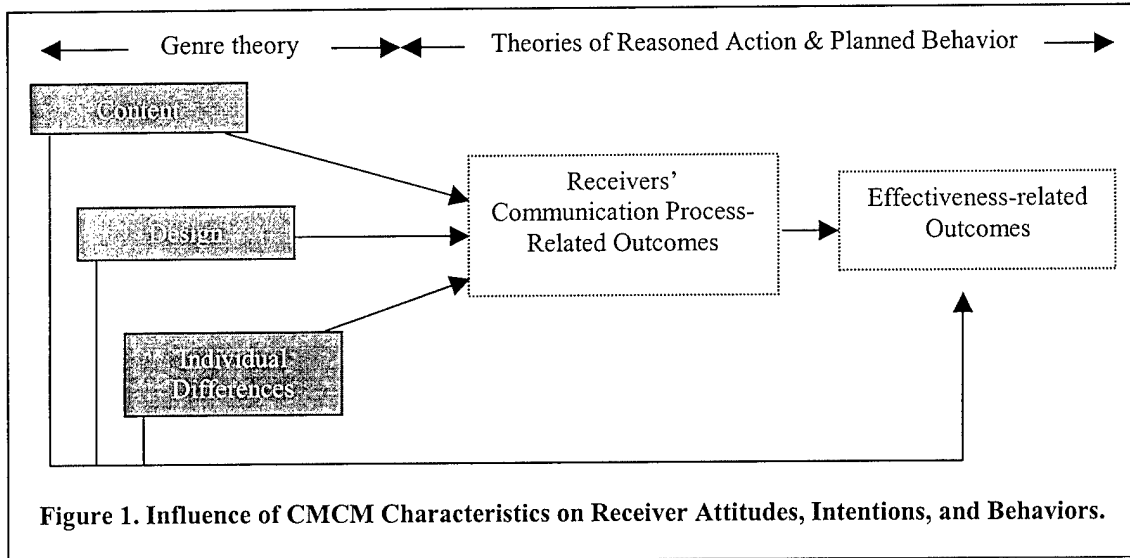 Genre theory
Theories of Reasoned Action & Planned Behavior
Content
Design
Individual
Differences
Receivers’
Communication Process-
Related Outcomes
Effectiveness-related
Outcomes
Figure 1. Influence of CMCM Characteristics on Receiver Attitudes, Intentions, and Behaviors.